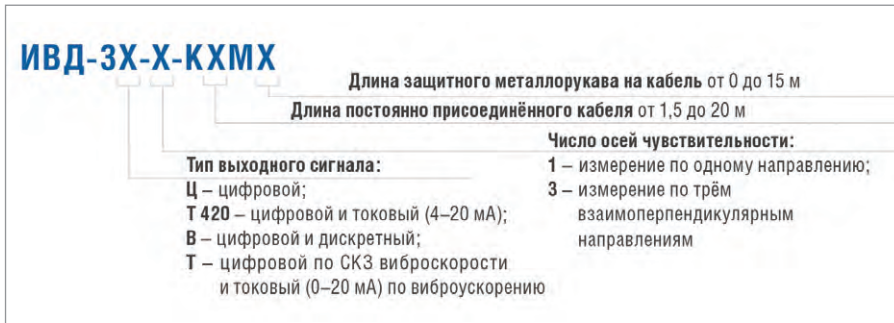 ИВД-3Х-Х-КХМХ
Длина защитного металлорукава на кабель от 0 до 15 м
Длина постоянно присоединённого кабеля от 1,5 до 20 м
Число осей чувствительности:
1 – измерение по одному направлению;
3 – измерение по трём
взаимоперпендикулярным
направлениям
Тип выходного сигнала:
Ц – цифровой;
Т 420 – цифровой и токовый (4–20 мА);
В – цифровой и дискретный;
Т – цифровой по СКЗ виброскорости
и токовый (0–20 мА) по виброускорению